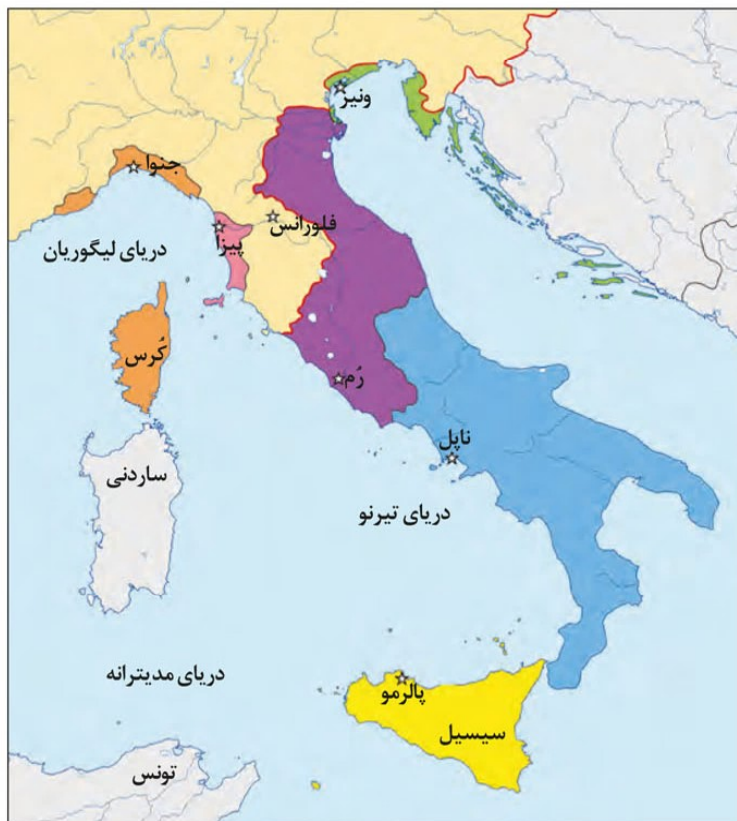 ونیز
جنوا
فلورانس
پیزا
دریای لیگوریان
کُرس
رُم
ناپل
ساردنی
دریای تیرنو
دریای مدیترانه
پالرمو
سیسیل
تونس